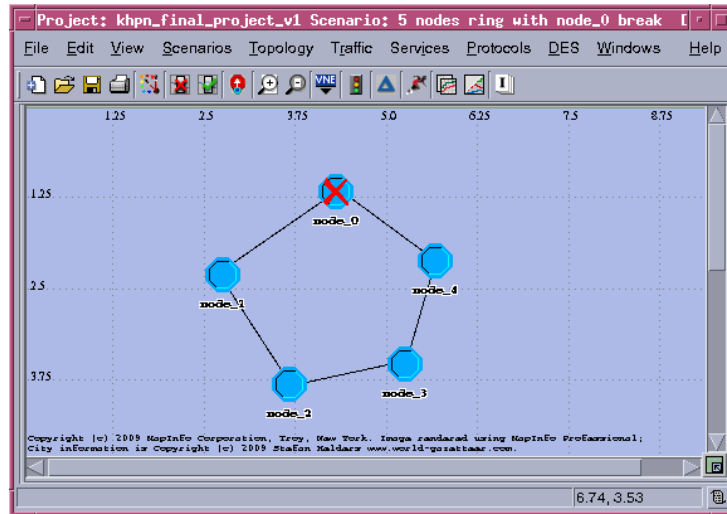 Project: khpn_final_project_v1 Scenario: 5 nodes ring with node_0 break [
File Edit View Scenarios Topology Traffic Services Protocols DES Windows Help
VNE
1.25 2.5 3.75 5.0 6.25 7.5 8.75
1.25
node_0
2.5
node_1
node_4
3.75
node_3
node_2
Copyright (c) 2009 MapInfo Corporation, Troy, New York. Image rendered using MapInfo Professional;
City information is Copyright (c) 2009 Stefan Helders www.world-gazetteer.com.
6.74, 3.53